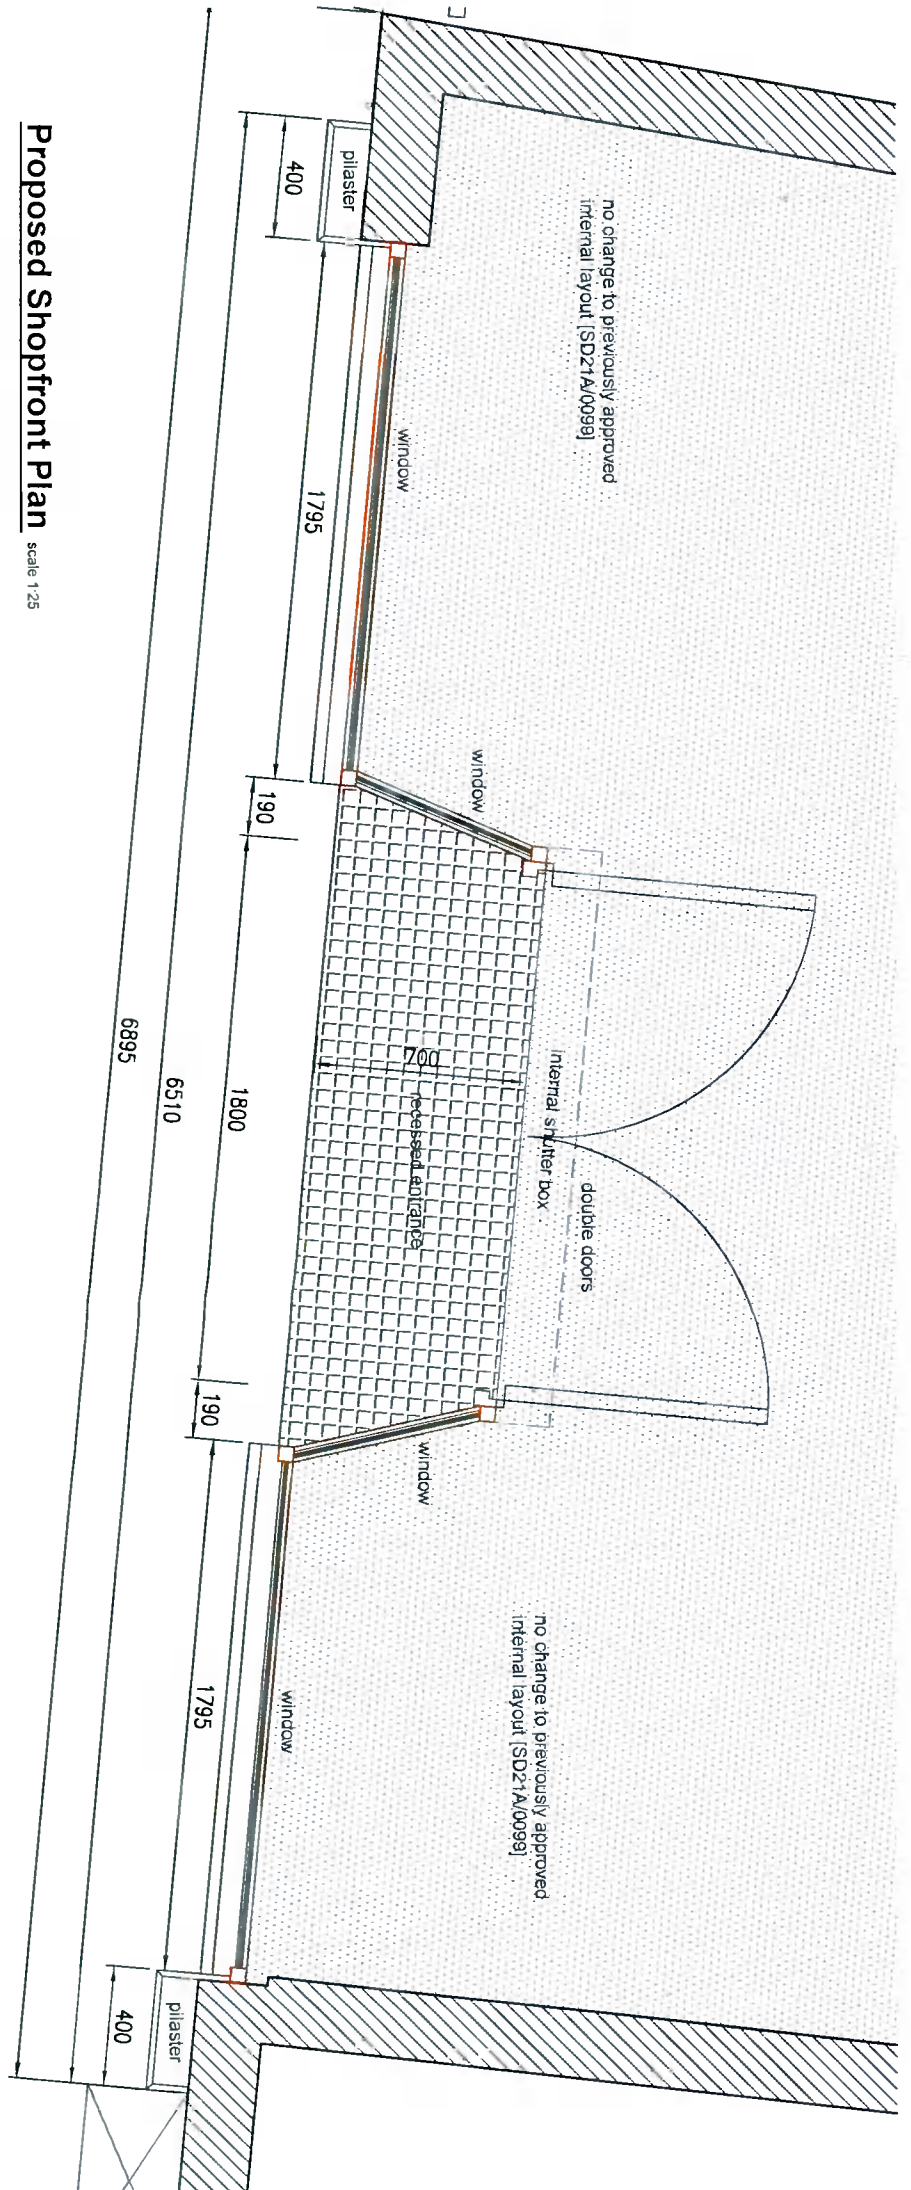 no change to previously approved
internal layout [SD21A/0099]
pilaster
400
window
1795
window
190
internal shutter box
double doors
700
recessed entrance
1800
6510
6895
190
window
no change to previously approved
internal layout [SD21A/0099]
window
1795
pilaster
400
Proposed Shopfront Plan scale 1:25